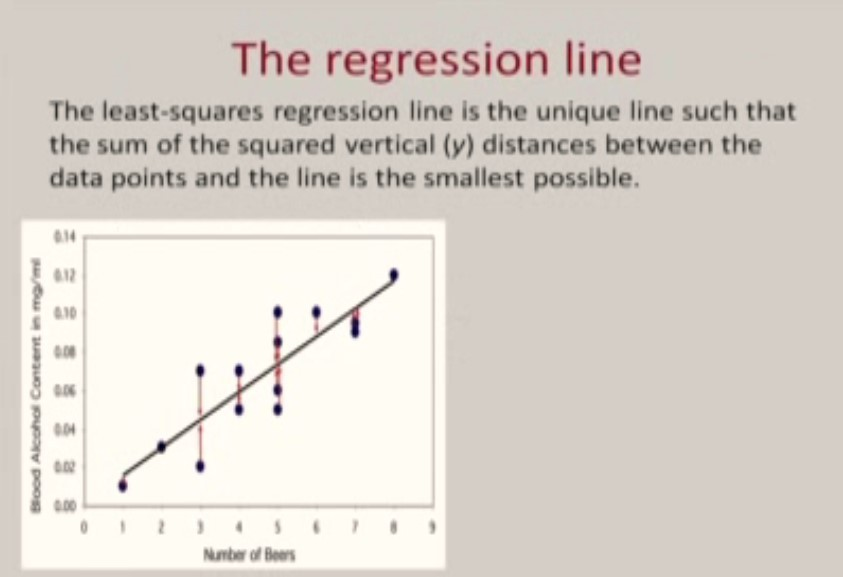 The regression line
The least-squares regression line is the unique line such that
the sum of the squared vertical (y) distances between the
data points and the line is the smallest possible.
0.14
0.12
0.10
0.08
0.06
0.04
0.02
0.00
Blood Alcohol Content in mg/ml
0 1 2 3 4 5 6 7 8 9
Number of Beers